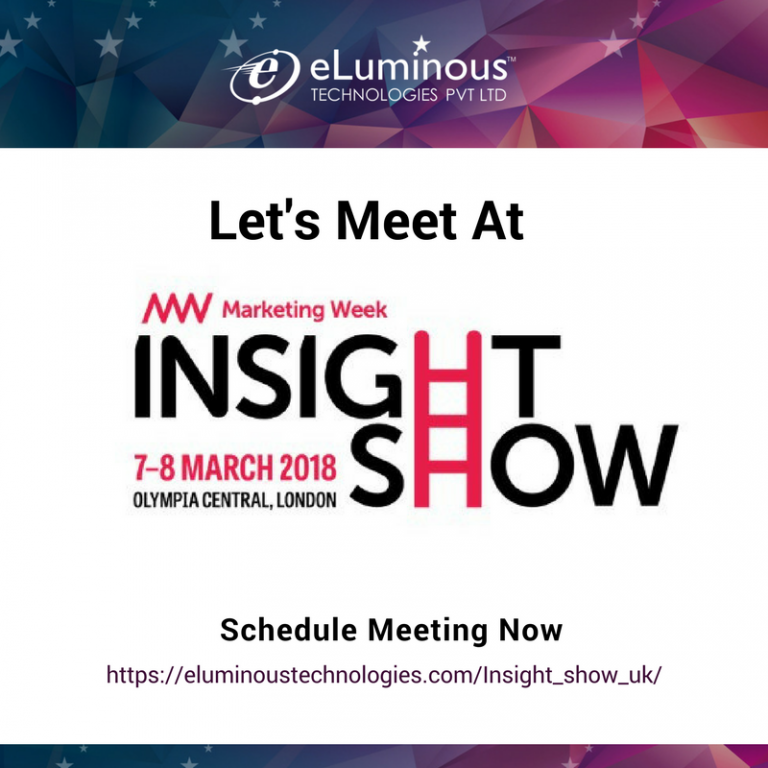 eLuminous™
TECHNOLOGIES PVT LTD
Let's Meet At
Marketing Week
INSIGHT
SHOW
7-8 MARCH 2018
OLYMPIA CENTRAL, LONDON
Schedule Meeting Now
https://eluminoustechnologies.com/Insight_show_uk/